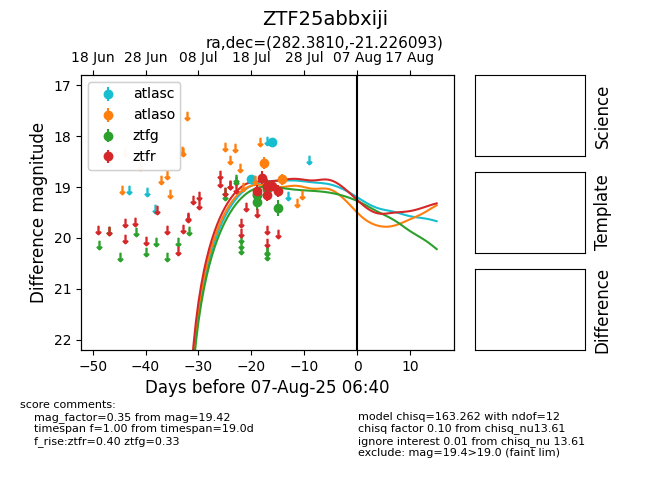 ZTF25abbxiji
ra,dec=(282.3810,-21.226093)
18 Jun 28 Jun 08 Jul 18 Jul 28 Jul 07 Aug 17 Aug
atlasc
atlaso
ztfg
ztfr
17
18
19
20
21
22
Difference magnitude
−50 −40 −30 −20 −10 0 10
Days before 07-Aug-25 06:40
Science
Template
Difference
score comments:
mag_factor=0.35 from mag=19.42
timespan f=1.00 from timespan=19.0d
f_rise:ztfr=0.40 ztfg=0.33
model chisq=163.262 with ndof=12
chisq factor 0.10 from chisq_nu13.61
ignore interest 0.01 from chisq_nu 13.61
exclude: mag=19.4>19.0 (faint lim)